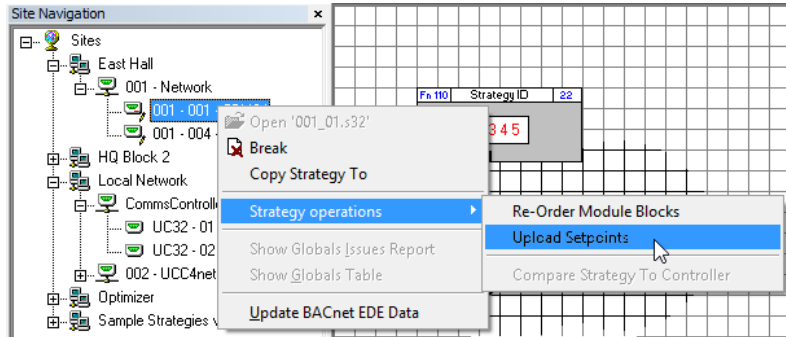 Site Navigation
Sites
East Hall
001 - Network
001 - 001 -
001 - 004 -
HQ Block 2
Local Network
CommsControlle
UC32 - 01
UC32 - 02
002 - UCC4net
Optimizer
Sample Strategies v
Open '001_01.s32'
Break
Copy Strategy To
Strategy operations
Show Globals Issues Report
Show Globals Table
Update BACnet EDE Data
Re-Order Module Blocks
Upload Setpoints
Compare Strategy To Controller
Fn 110 Strategy ID 22
3 4 5